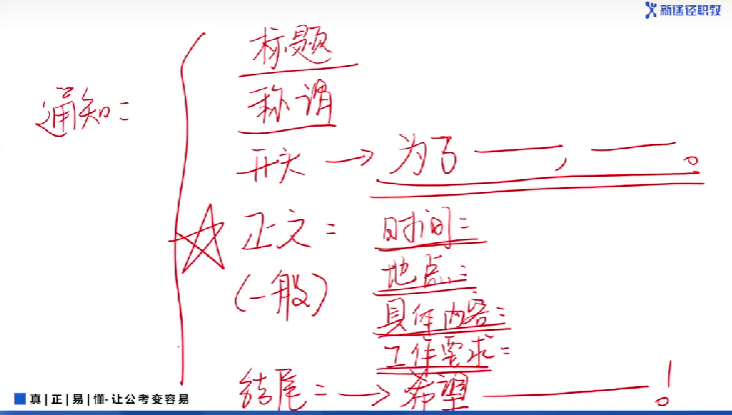 新途径职教
标题
称谓
通知：
开头 → 为了——，——。
正文：时间：
(一般) 地点：
具体内容：
工作要求：
结尾：→ 希望——！
真|正|易|懂-让公考变容易